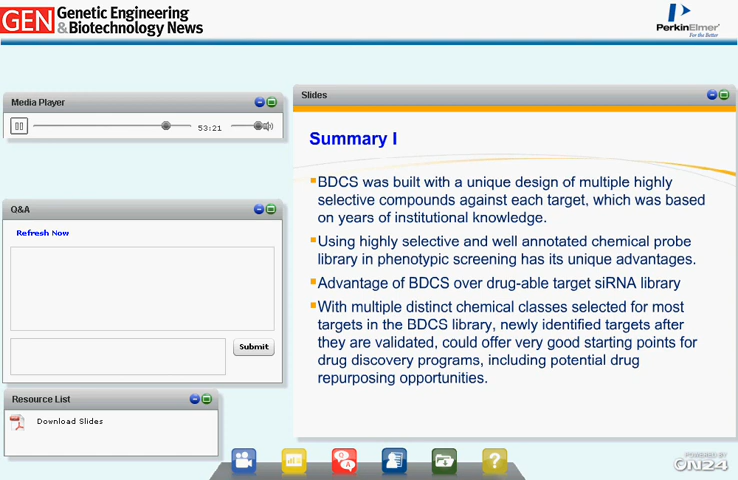 GEN Genetic Engineering
& Biotechnology News
PerkinElmer
For the Better
Media Player
53:21
Q&A
Refresh Now
Submit
Resource List
Download Slides
Slides
Summary I
BDCS was built with a unique design of multiple highly
selective compounds against each target, which was based
on years of institutional knowledge.
Using highly selective and well annotated chemical probe
library in phenotypic screening has its unique advantages.
Advantage of BDCS over drug-able target siRNA library
With multiple distinct chemical classes selected for most
targets in the BDCS library, newly identified targets after
they are validated, could offer very good starting points for
drug discovery programs, including potential drug
repurposing opportunities.
Q
A
?
POWERED BY
ON24